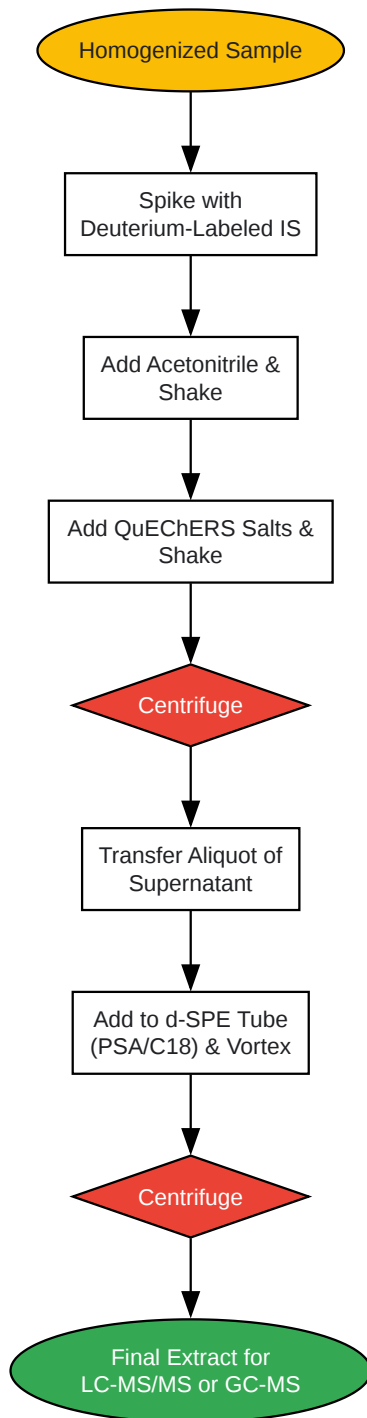 Homogenized Sample
Spike with
Deuterium-Labeled IS
Add Acetonitrile &
Shake
Add QuEChERS Salts &
Shake
Centrifuge
Transfer Aliquot of
Supernatant
Add to d-SPE Tube
(PSA/C18) & Vortex
Centrifuge
Final Extract for
LC-MS/MS or GC-MS